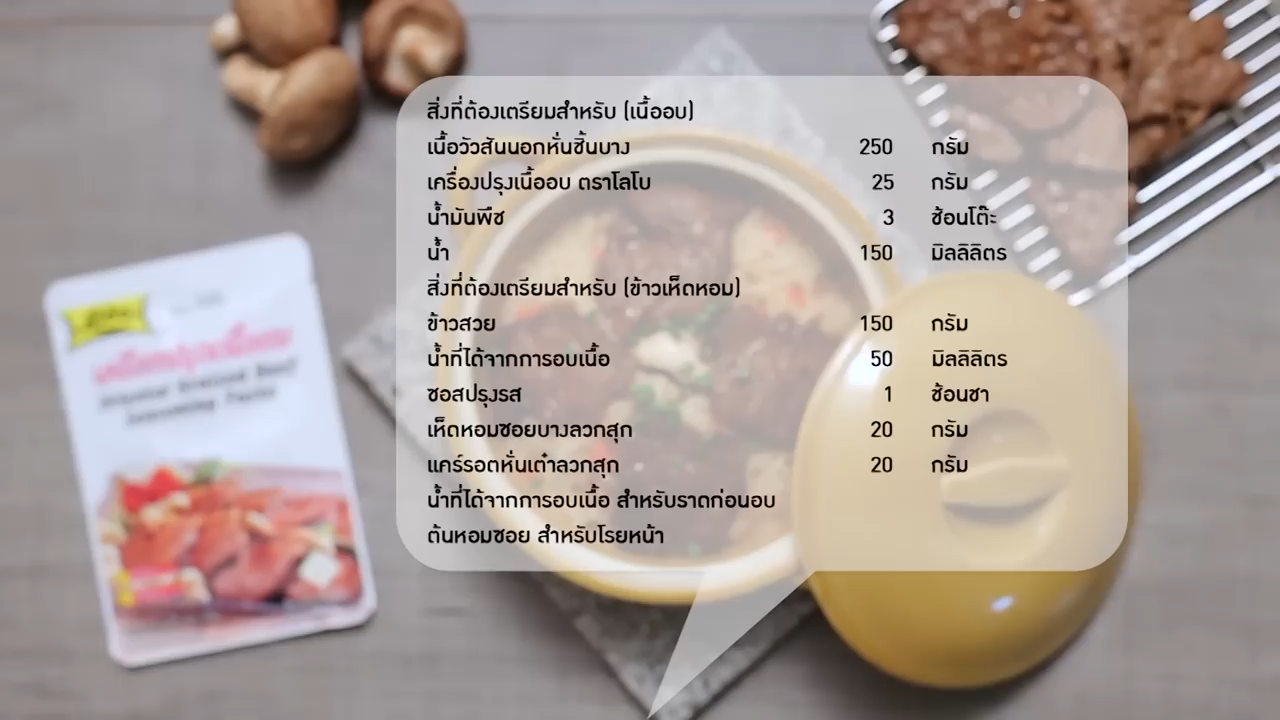 สิ่งที่ต้องเตรียมสำหรับ (เนื้ออบ)
เนื้อวัวสันนอกหั่นชิ้นบาง 250 กรัม
เครื่องปรุงเนื้ออบ ตราโลโบ 25 กรัม
น้ำมันพืช 3 ช้อนโต๊ะ
น้ำ 150 มิลลิลิตร
สิ่งที่ต้องเตรียมสำหรับ (ข้าวเห็ดหอม)
ข้าวสวย 150 กรัม
น้ำที่ได้จากการอบเนื้อ 50 มิลลิลิตร
ซอสปรุงรส 1 ช้อนชา
เห็ดหอมซอยบางลวกสุก 20 กรัม
แคร์รอตหั่นเต๋าลวกสุก 20 กรัม
น้ำที่ได้จากการอบเนื้อ สำหรับราดก่อนอบ
ต้นหอมซอย สำหรับโรยหน้า